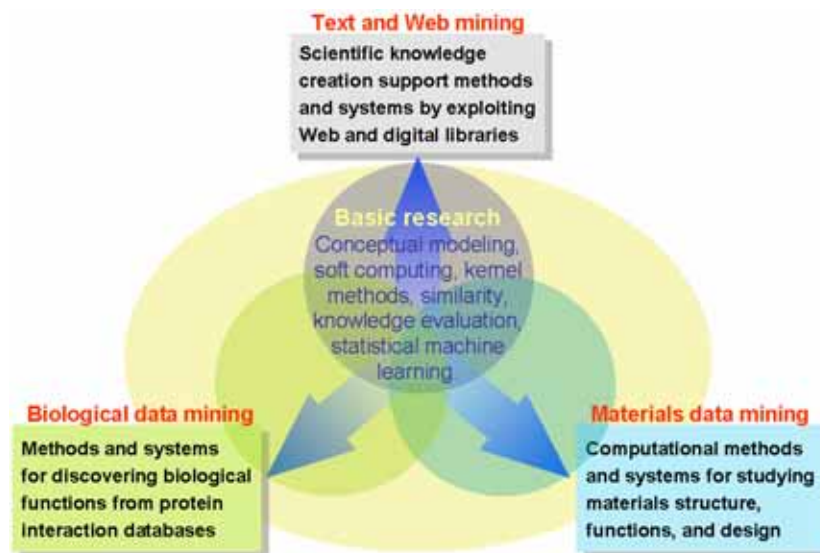 Text and Web mining
Scientific knowledge
creation support methods
and systems by exploiting
Web and digital libraries
Basic research
Conceptual modeling,
soft computing, kernel
methods, similarity,
knowledge evaluation,
statistical machine
learning
Biological data mining
Methods and systems
for discovering biological
functions from protein
interaction databases
Materials data mining
Computational methods
and systems for studying
materials structure,
functions, and design